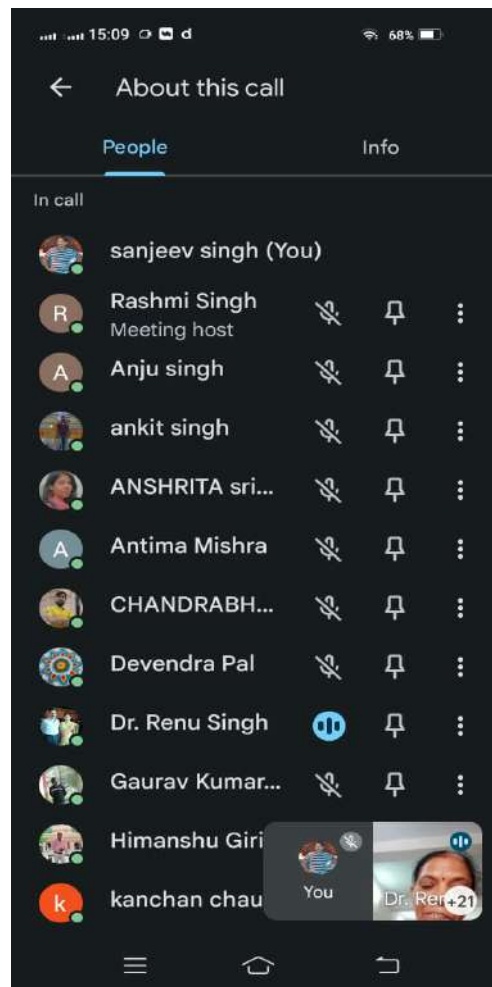 15:09 d 68%
About this call
People Info
In call
sanjeev singh (You)
R Rashmi Singh
Meeting host
A Anju singh
ankit singh
ANSHRITA sri...
A Antima Mishra
CHANDRABH...
Devendra Pal
Dr. Renu Singh
Gaurav Kumar...
Himanshu Giri
k kanchan chau
You Dr. Ren +21